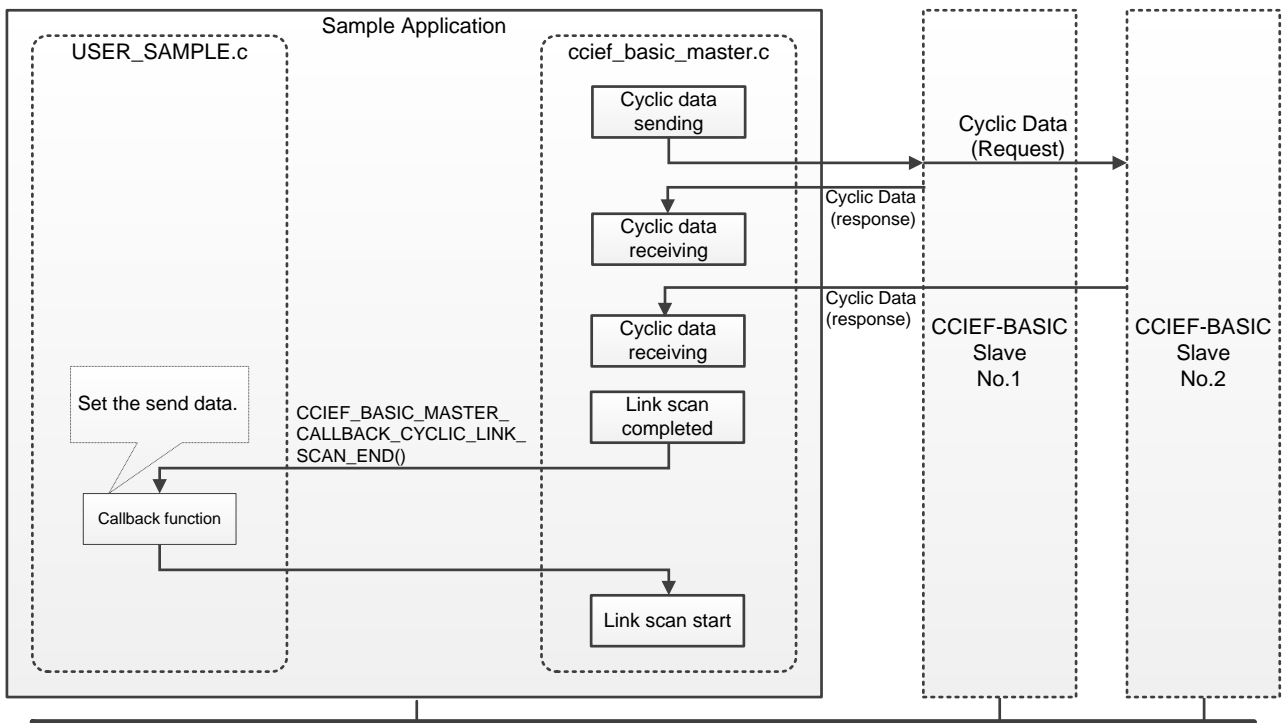 Sample Application
USER_SAMPLE.c
ccief_basic_master.c
Cyclic data
sending
Cyclic Data
(Request)
Cyclic Data
(response)
Cyclic data
receiving
Cyclic Data
(response)
Cyclic data
receiving
CCIEF-BASIC
Slave
No.1
CCIEF-BASIC
Slave
No.2
Set the send data.
CCIEF_BASIC_MASTER_
CALLBACK_CYCLIC_LINK_
SCAN_END()
Link scan
completed
Callback function
Link scan start